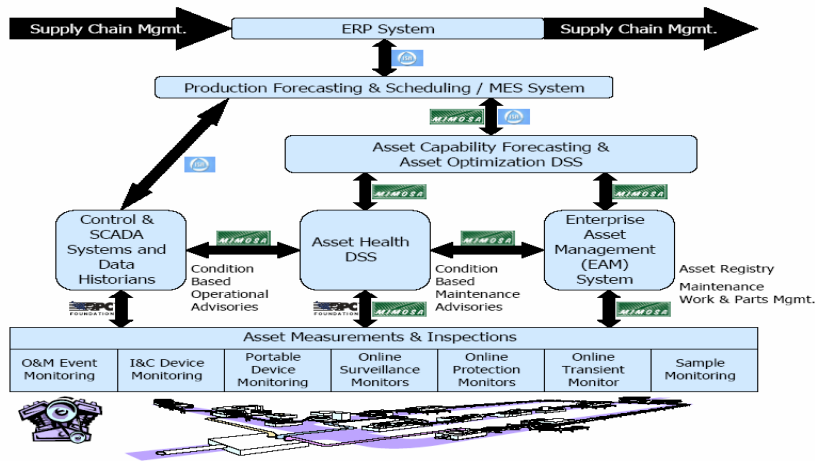 Supply Chain Mgmt.
ERP System
Supply Chain Mgmt.
Production Forecasting & Scheduling / MES System
MIMOSA
Asset Capability Forecasting &
Asset Optimization DSS
MIMOSA
MIMOSA
Control &
SCADA
Systems and
Data
Historians
MIMOSA
Asset Health
DSS
MIMOSA
Enterprise
Asset
Management
(EAM)
System
Condition
Based
Operational
Advisories
Condition
Based
Maintenance
Advisories
Asset Registry
Maintenance
Work & Parts Mgmt.
FOUNDATION
FOUNDATION
MIMOSA
MIMOSA
Asset Measurements & Inspections
O&M Event
Monitoring
I&C Device
Monitoring
Portable
Device
Monitoring
Online
Surveillance
Monitors
Online
Protection
Monitors
Online
Transient
Monitor
Sample
Monitoring